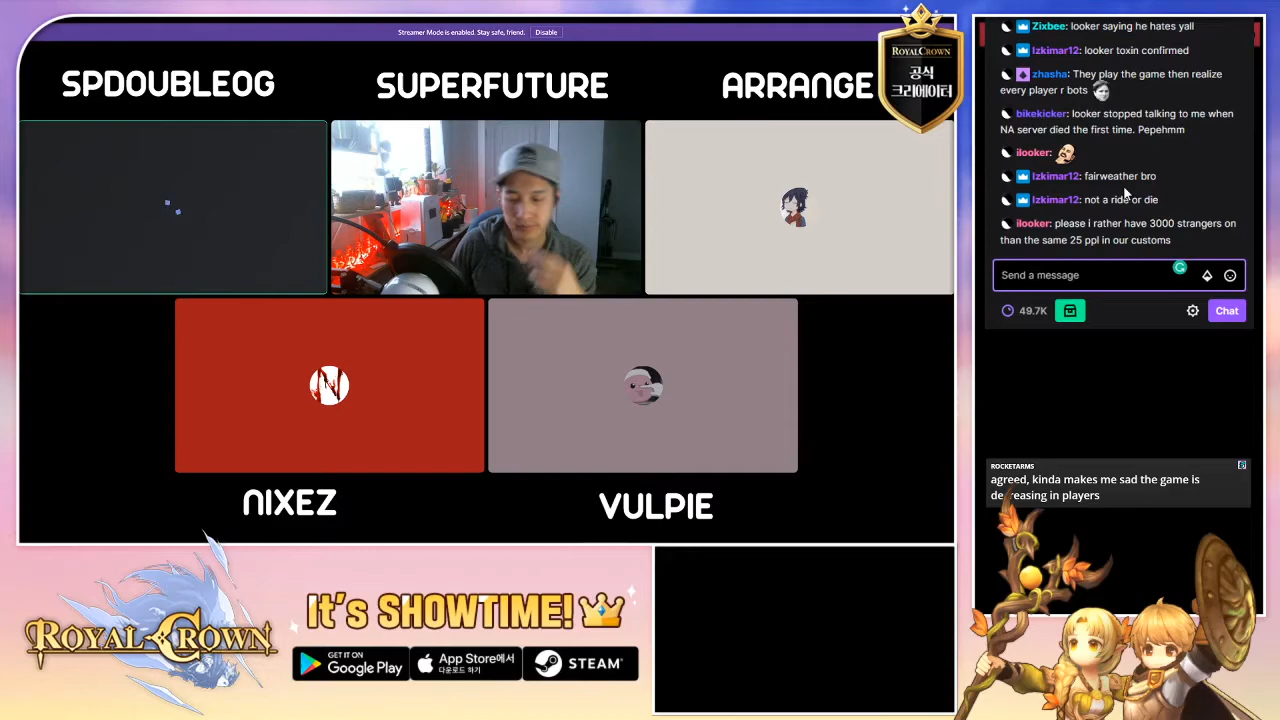 Streamer Mode is enabled. Stay safe, friend. Disable
SPDOUBLEOG
SUPERFUTURE
ARRANGE
ROYALCROWN
공식
크리에이터
Zixbee: looker saying he hates yall
Izkimar12: looker toxin confirmed
zhasha: They play the game then realize
every player r bots
bikekicker: looker stopped talking to me when
NA server died the first time. Pepehmm
ilooker:
Izkimar12: fairweather bro
Izkimar12: not a ride or die
ilooker: please i rather have 3000 strangers on
than the same 25 ppl in our customs
Send a message
49.7K
Chat
N
NIXEZ
VULPIE
ROCKETARMS
agreed, kinda makes me sad the game is
decreasing in players
ROYAL CROWN
It's SHOWTIME!
GET IT ON
Google Play
App Store에서
다운로드 하기
STEAM